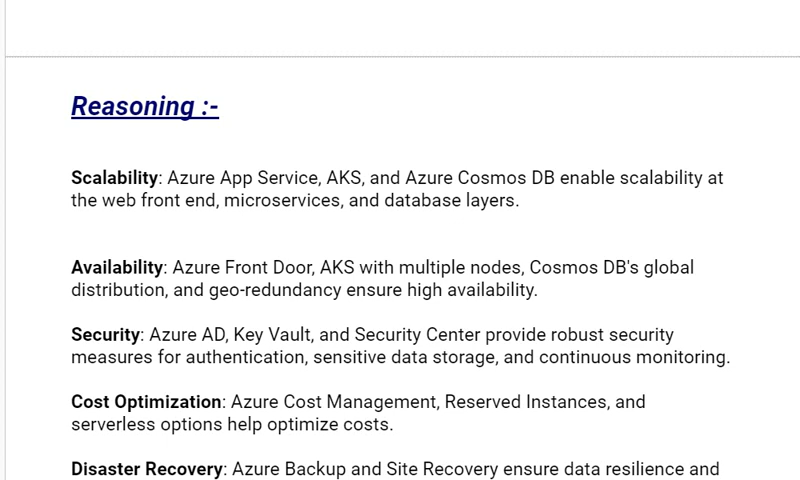 Reasoning :-
Scalability: Azure App Service, AKS, and Azure Cosmos DB enable scalability at
the web front end, microservices, and database layers.
Availability: Azure Front Door, AKS with multiple nodes, Cosmos DB's global
distribution, and geo-redundancy ensure high availability.
Security: Azure AD, Key Vault, and Security Center provide robust security
measures for authentication, sensitive data storage, and continuous monitoring.
Cost Optimization: Azure Cost Management, Reserved Instances, and
serverless options help optimize costs.
Disaster Recovery: Azure Backup and Site Recovery ensure data resilience and